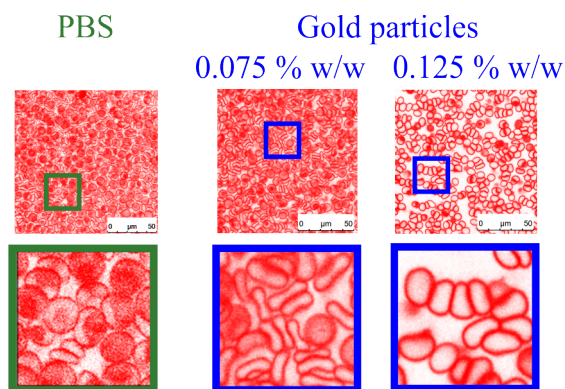 PBS
Gold particles
0.075 % w/w
0.125 % w/w
0 µm 50
0 µm 50
0 µm 50